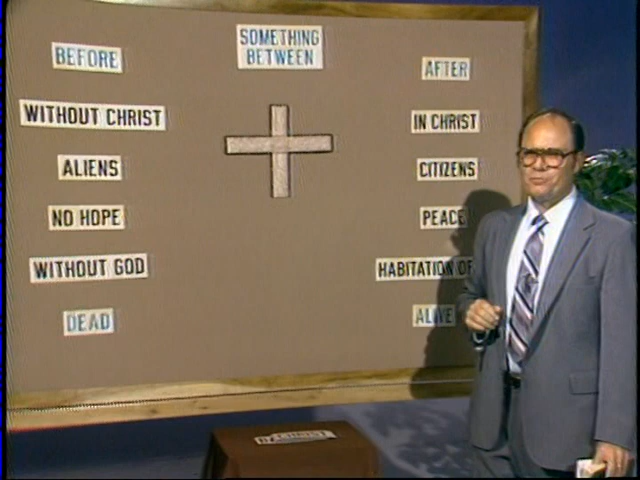 BEFORE
SOMETHING
BETWEEN
AFTER
WITHOUT CHRIST
IN CHRIST
ALIENS
CITIZENS
NO HOPE
PEACE
WITHOUT GOD
HABITATION OF
DEAD
ALIVE
CHRIST